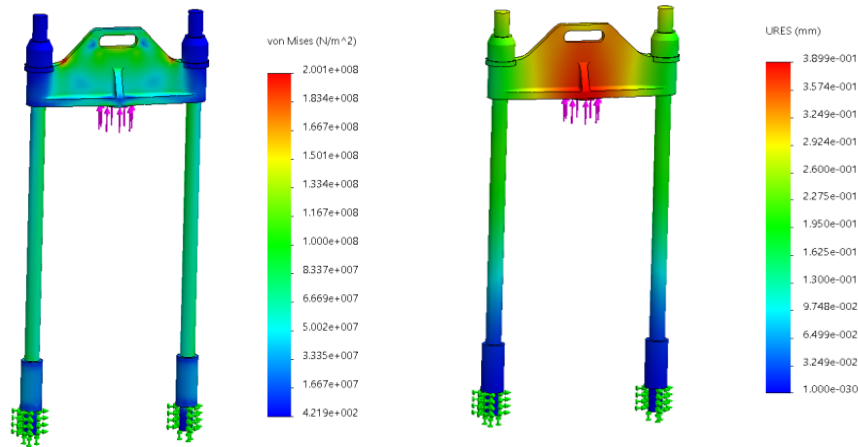 von Mises (N/m^2)
2.001e+008
1.834e+008
1.667e+008
1.501e+008
1.334e+008
1.167e+008
1.000e+008
8.337e+007
6.669e+007
5.002e+007
3.335e+007
1.667e+007
4.219e+002
URES (mm)
3.899e-001
3.574e-001
3.249e-001
2.924e-001
2.600e-001
2.275e-001
1.950e-001
1.625e-001
1.300e-001
9.748e-002
6.499e-002
3.249e-002
1.000e-030